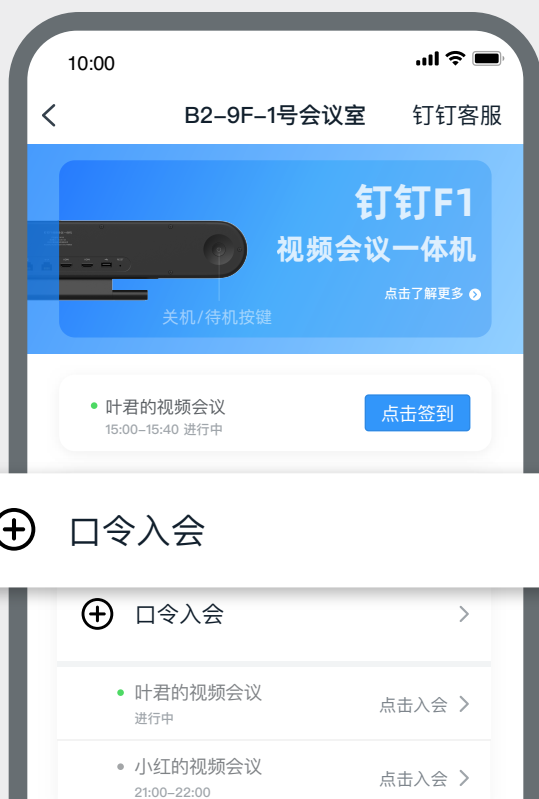 10:00
B2-9F-1号会议室
钉钉客服
钉钉F1
视频会议一体机
点击了解更多
关机/待机按键
叶君的视频会议
点击签到
15:00-15:40 进行中
口令入会
口令入会
叶君的视频会议
点击入会
进行中
小红的视频会议
点击入会
21:00-22:00